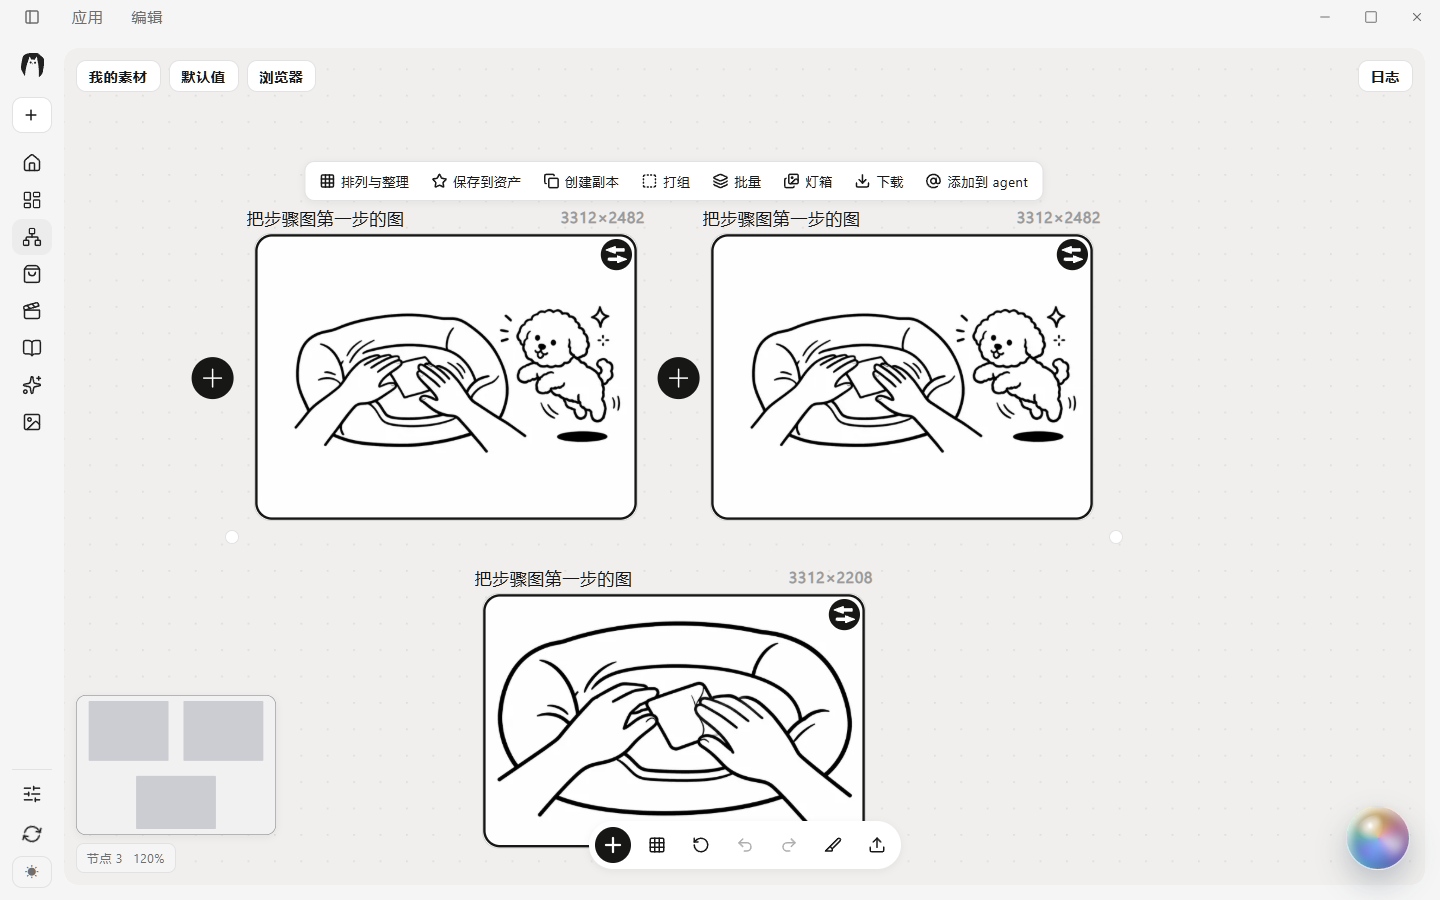 应用 编辑
我的素材 默认值 浏览器 日志
排列与整理 保存到资产 创建副本 打组 批量 灯箱 下载 添加到 agent
把步骤图第一步的图 3312×2482 把步骤图第一步的图 3312×2482
把步骤图第一步的图 3312×2208
节点 3 120%